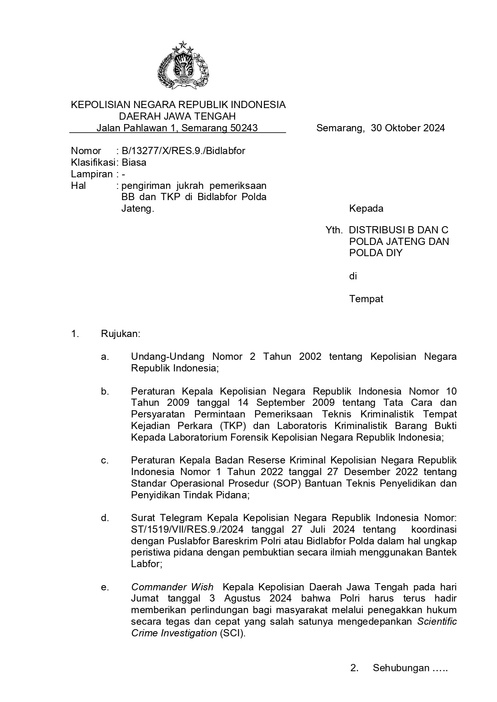 KEPOLISIAN NEGARA REPUBLIK INDONESIA
DAERAH JAWA TENGAH
Jalan Pahlawan 1, Semarang 50243
Semarang, 30 Oktober 2024
Nomor : B/13277/X/RES.9./Bidlabfor
Klasifikasi : Biasa
Lampiran : -
Hal : pengiriman jukrah pemeriksaan
BB dan TKP di Bidlabfor Polda
Jateng.
Kepada
Yth. DISTRIBUSI B DAN C
POLDA JATENG DAN
POLDA DIY
di
Tempat
1. Rujukan:
a. Undang-Undang Nomor 2 Tahun 2002 tentang Kepolisian Negara
Republik Indonesia;
b. Peraturan Kepala Kepolisian Negara Republik Indonesia Nomor 10
Tahun 2009 tanggal 14 September 2009 tentang Tata Cara dan
Persyaratan Permintaan Pemeriksaan Teknis Kriminalistik Tempat
Kejadian Perkara (TKP) dan Laboratoris Kriminalistik Barang Bukti
Kepada Laboratorium Forensik Kepolisian Negara Republik Indonesia;
c. Peraturan Kepala Badan Reserse Kriminal Kepolisian Negara Republik
Indonesia Nomor 1 Tahun 2022 tanggal 27 Desember 2022 tentang
Standar Operasional Prosedur (SOP) Bantuan Teknis Penyelidikan dan
Penyidikan Tindak Pidana;
d. Surat Telegram Kepala Kepolisian Negara Republik Indonesia Nomor:
ST/1519/VII/RES.9./2024 tanggal 27 Juli 2024 tentang koordinasi
dengan Puslabfor Bareskrim Polri atau Bidlabfor Polda dalam hal ungkap
peristiwa pidana dengan pembuktian secara ilmiah menggunakan Bantek
Labfor;
e. Commander Wish Kepala Kepolisian Daerah Jawa Tengah pada hari
Jumat tanggal 3 Agustus 2024 bahwa Polri harus terus hadir
memberikan perlindungan bagi masyarakat melalui penegakkan hukum
secara tegas dan cepat yang salah satunya mengedepankan Scientific
Crime Investigation (SCI).
2. Sehubungan .....